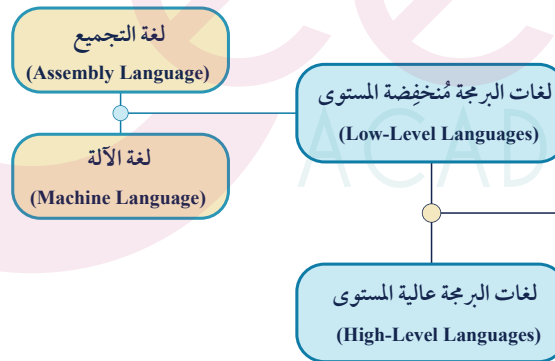 لغات البرمجة مُنخفِضة المستوى
(Low-Level Languages)
لغة التجميع
(Assembly Language)
لغة الآلة
(Machine Language)
لغات البرمجة عالية المستوى
(High-Level Languages)
ACAD